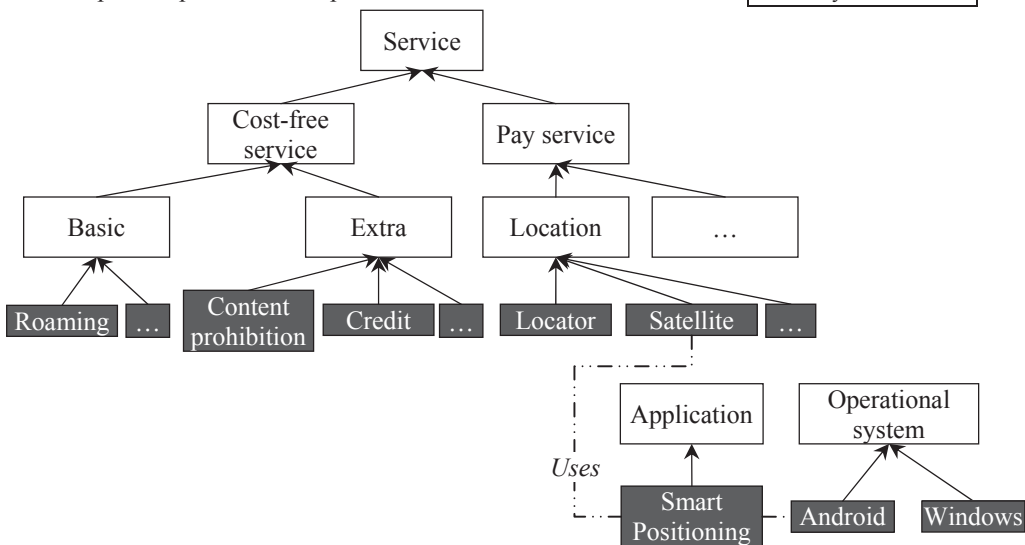 Service
Cost-free
service
Pay service
Basic
Extra
Location
…
Roaming
…
Content
prohibition
Credit
…
Locator
Satellite
…
Application
Operational
system
Uses
Smart
Positioning
Android
Windows